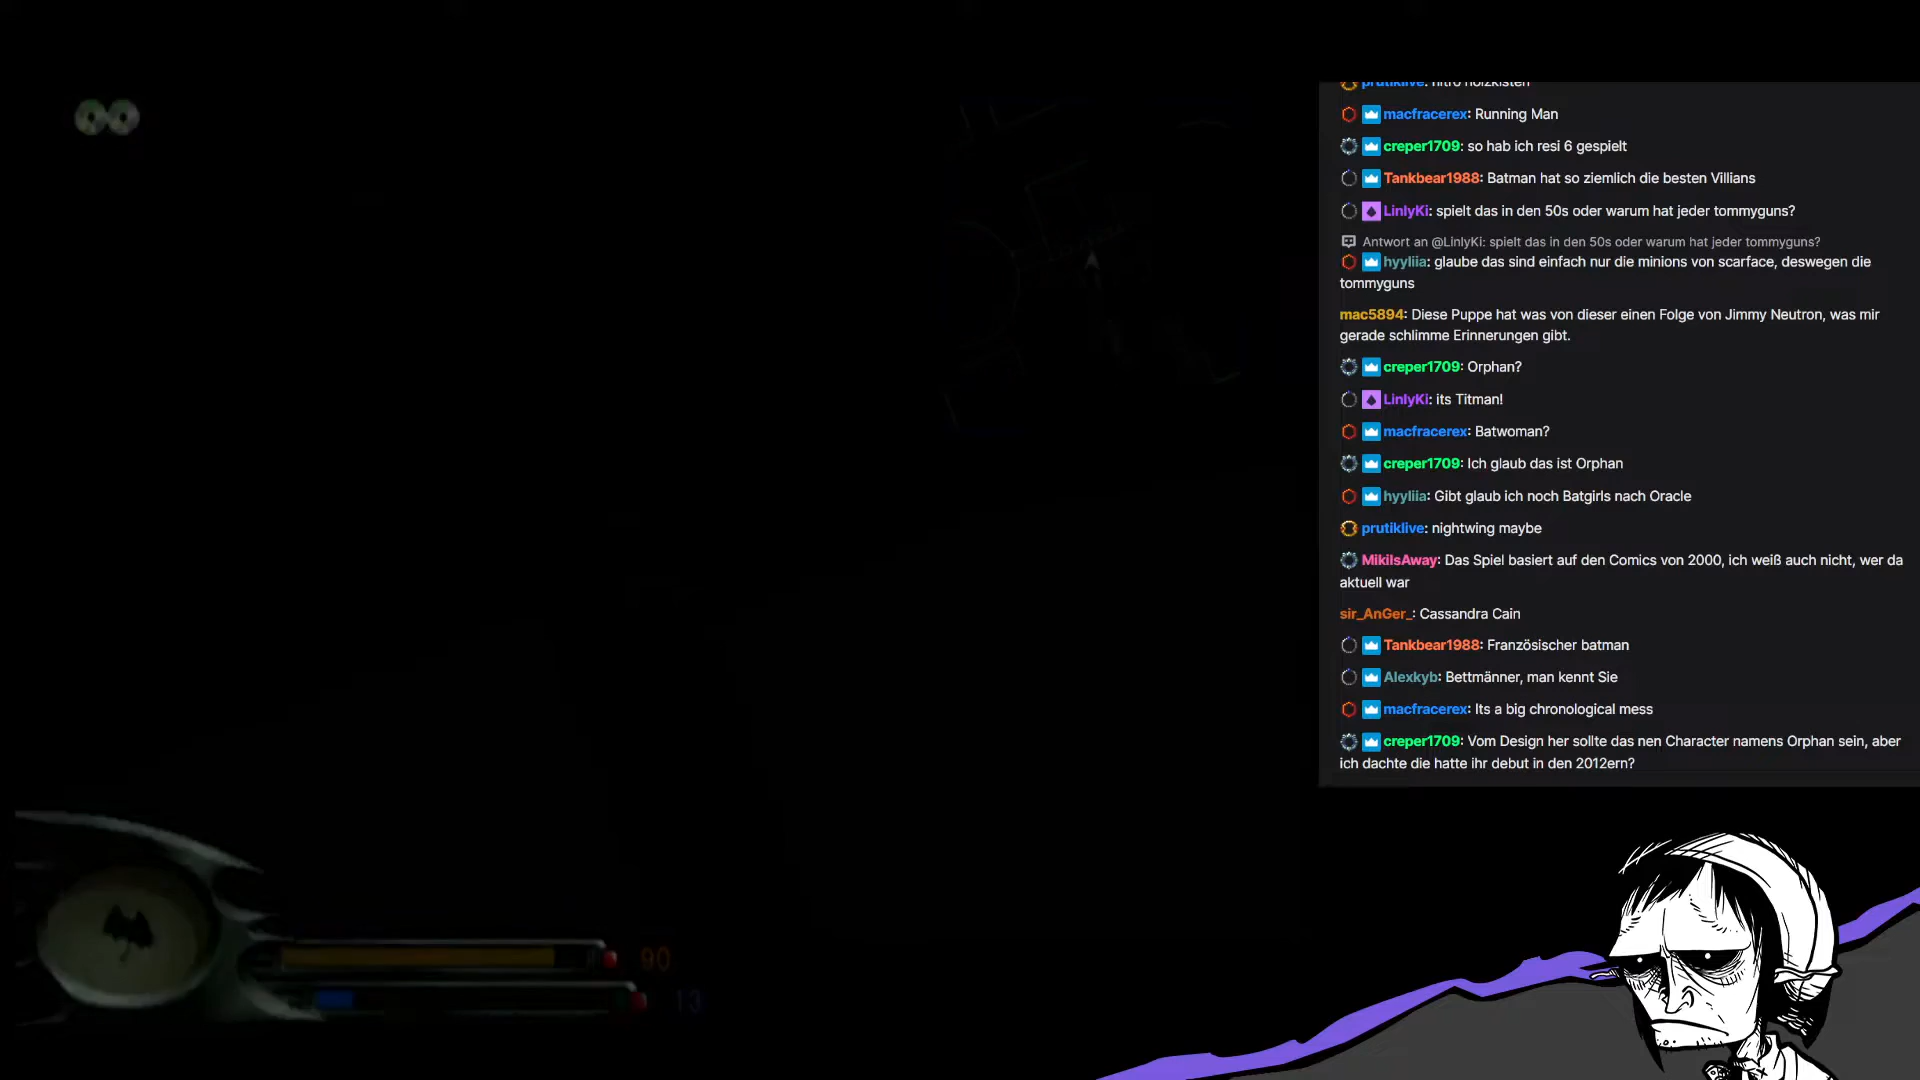 prutiklive: nitro holzkisten
macfracerex: Running Man
creper1709: so hab ich resi 6 gespielt
Tankbear1988: Batman hat so ziemlich die besten Villians
LinlyKi: spielt das in den 50s oder warum hat jeder tommyguns?
Antwort an @LinlyKi: spielt das in den 50s oder warum hat jeder tommyguns?
hyyliia: glaube das sind einfach nur die minions von scarface, deswegen die
tommyguns
mac5894: Diese Puppe hat was von dieser einen Folge von Jimmy Neutron, was mir
gerade schlimme Erinnerungen gibt.
creper1709: Orphan?
LinlyKi: its Titman!
macfracerex: Batwoman?
creper1709: Ich glaub das ist Orphan
hyyliia: Gibt glaub ich noch Batgirls nach Oracle
prutiklive: nightwing maybe
MikiIsAway: Das Spiel basiert auf den Comics von 2000, ich weiß auch nicht, wer da
aktuell war
sir_AnGer_: Cassandra Cain
Tankbear1988: Französischer batman
Alexkyb: Bettmänner, man kennt Sie
macfracerex: Its a big chronological mess
creper1709: Vom Design her sollte das nen Character namens Orphan sein, aber
ich dachte die hatte ihr debut in den 2012ern?
90
13